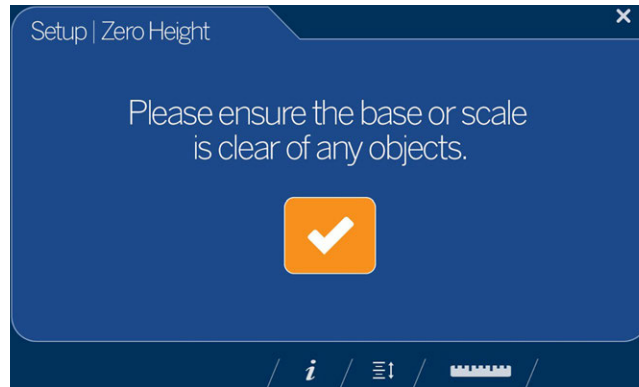 Setup | Zero Height
Please ensure the base or scale
is clear of any objects.
i